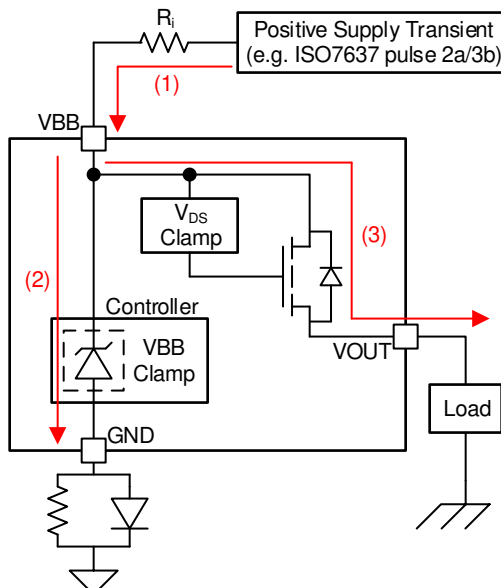 Rᵢ
Positive Supply Transient
(e.g. ISO7637 pulse 2a/3b)
(1)
VBB
V_DS
Clamp
(3)
(2)
Controller
VBB
Clamp
VOUT
GND
Load